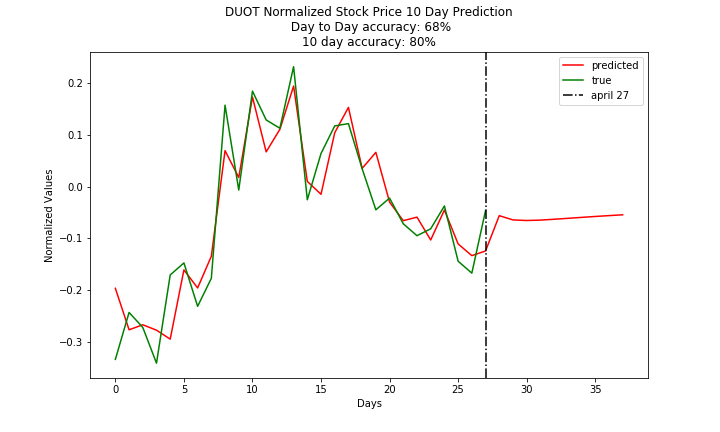 DUOT Normalized Stock Price 10 Day Prediction
Day to Day accuracy: 68%
10 day accuracy: 80%
predicted
true
april 27
Normalized Values
0.2
0.1
0.0
−0.1
−0.2
−0.3
0 5 10 15 20 25 30 35
Days